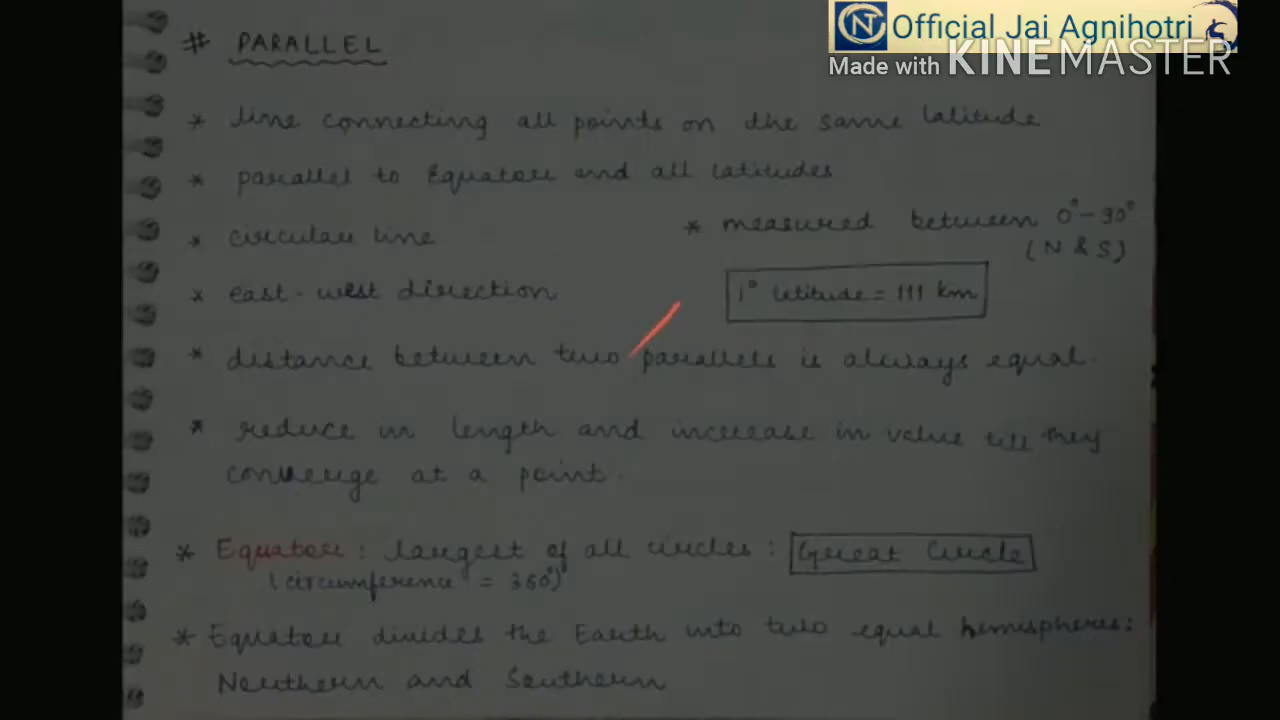 Official Jai Agnihotri
Made with KINEMASTER
# PARALLEL
* line connecting all points on the same latitude
* parallel to Equator and all latitudes
* circular line
* measured between 0°-90°
(N & S)
* east-west direction
1° latitude = 111 km
* distance between two parallels is always equal.
* reduce in length and increase in value till they
converge at a point.
* Equator: largest of all circles: Great Circle
(circumference = 360°)
* Equator divides the Earth into two equal hemispheres:
Northern and Southern